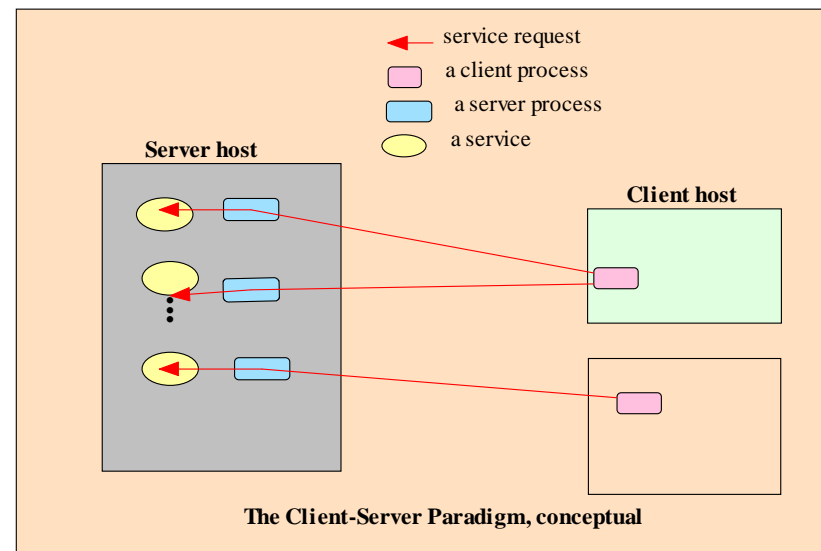 service request
a client process
a server process
a service
Server host
Client host
The Client-Server Paradigm, conceptual